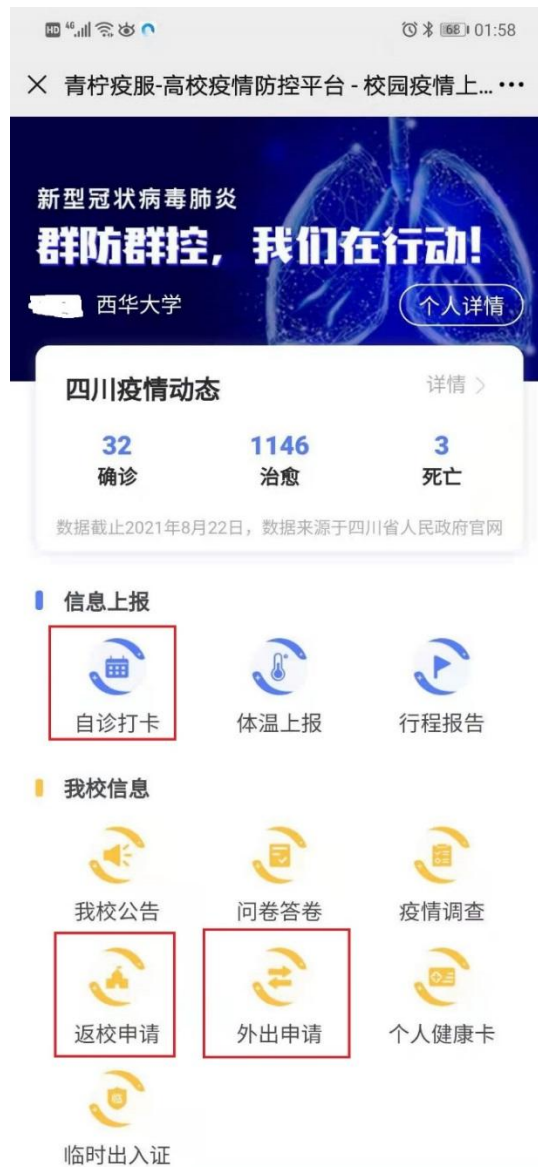 HD 46 68 01:58
青柠疫服-高校疫情防控平台 - 校园疫情上...
新型冠状病毒肺炎
群防群控，我们在行动!
西华大学 个人详情
四川疫情动态 详情
32 1146 3
确诊 治愈 死亡
数据截止2021年8月22日，数据来源于四川省人民政府官网
信息上报
自诊打卡 体温上报 行程报告
我校信息
我校公告 问卷答卷 疫情调查
返校申请 外出申请 个人健康卡
临
临时出入证